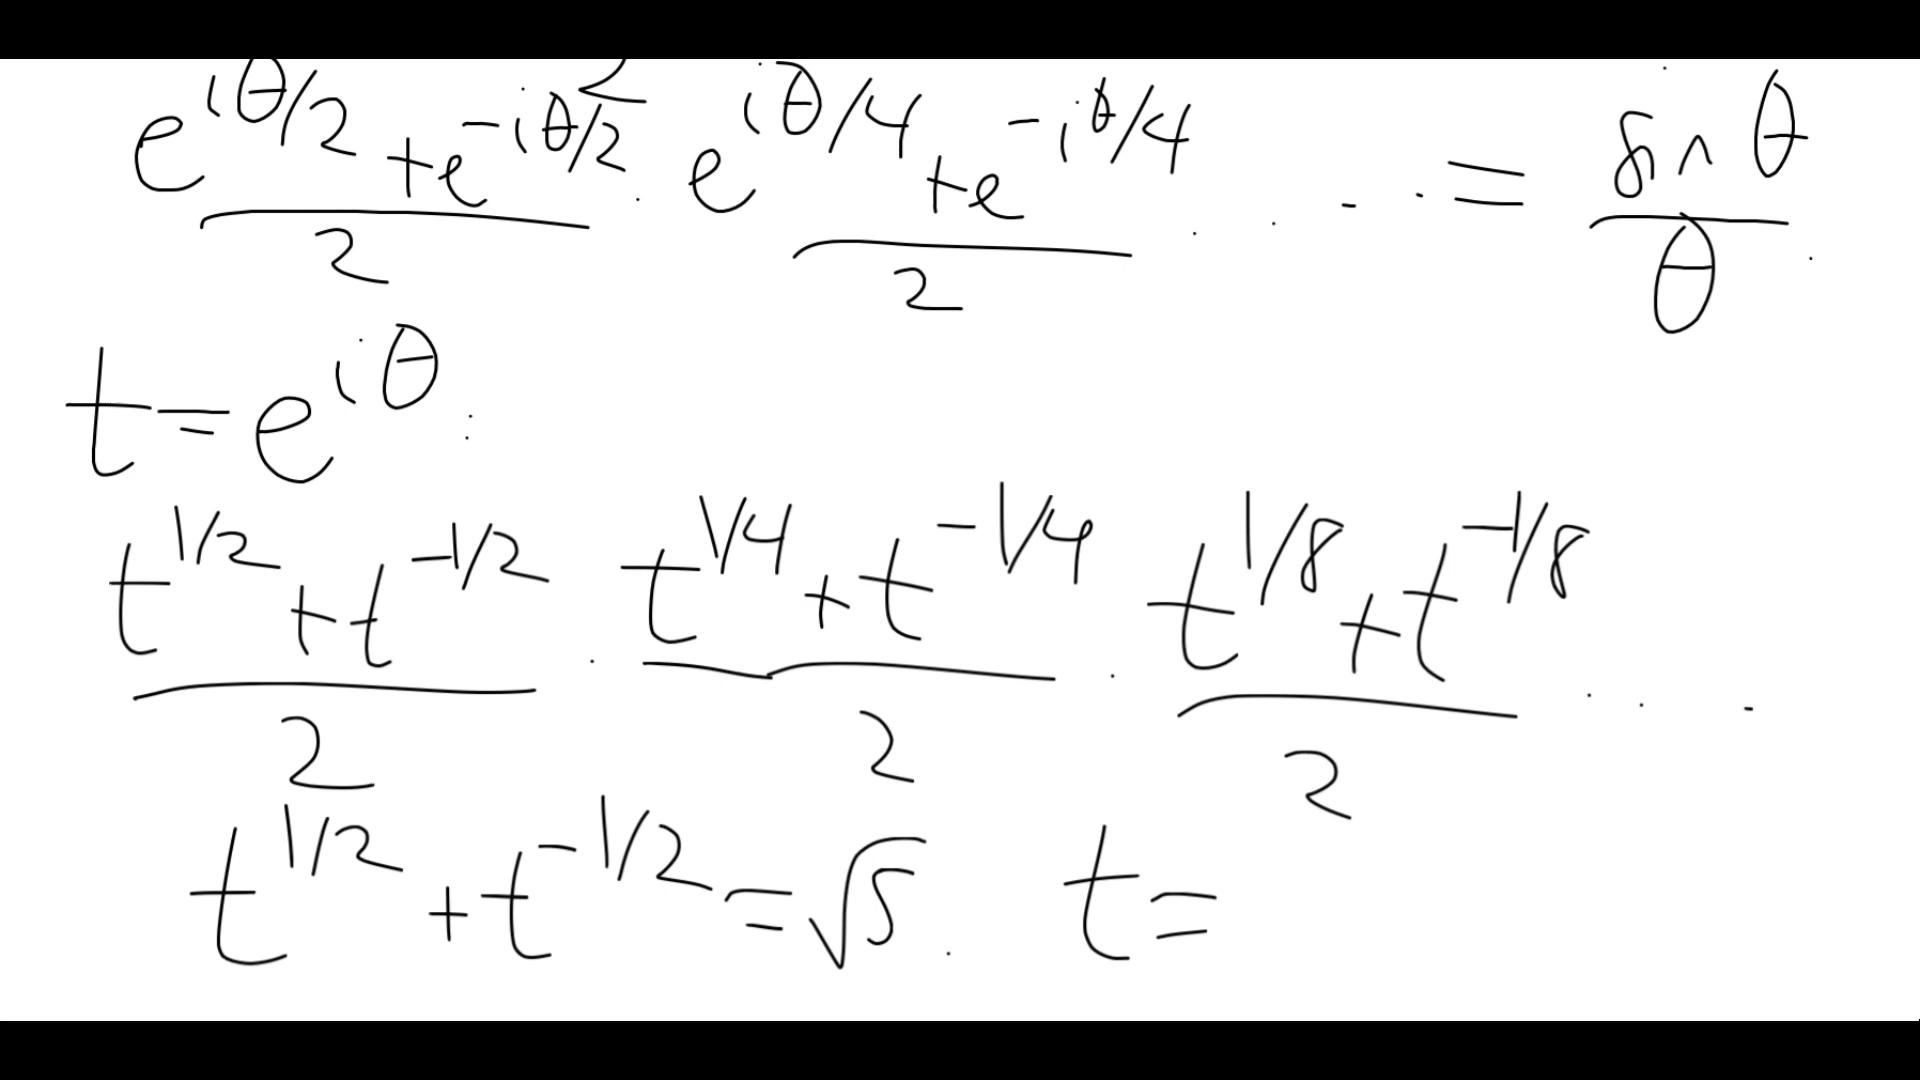 (e^{iθ/2} + e^{-iθ/2})/2 · (e^{iθ/4} + e^{-iθ/4})/2 · · · · = sin θ/θ
t = e^{iθ}
(t^{1/2} + t^{-1/2})/2 · (t^{1/4} + t^{-1/4})/2 · (t^{1/8} + t^{-1/8})/2 · · ·
t^{1/2} + t^{-1/2} = √5. t =